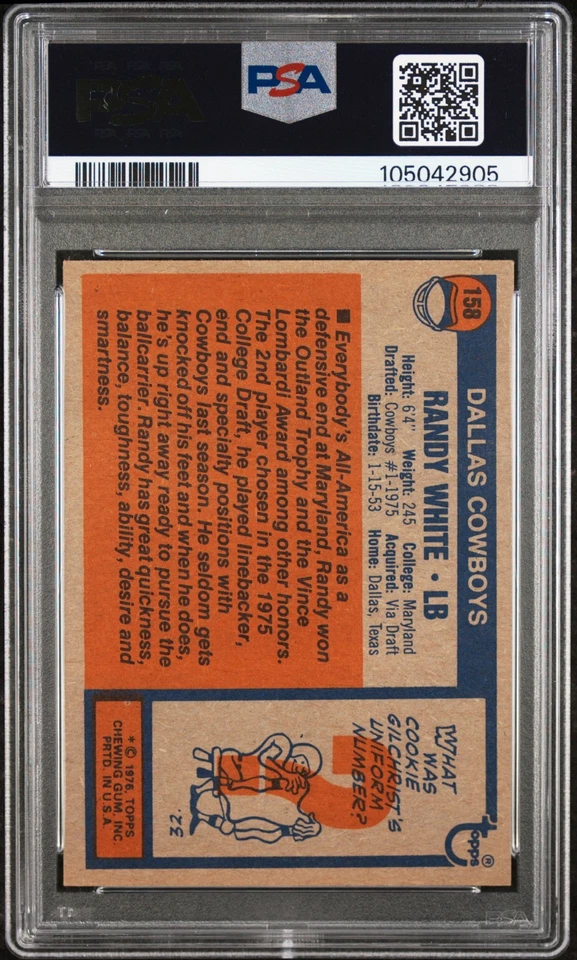 PSA
PSA
105042905
158
DALLAS COWBOYS
RANDY WHITE • LB
Height: 6'4" Weight: 245 College: Maryland
Drafted: Cowboys #1-1975 Acquired: Via Draft
Birthdate: 1-15-53 Home: Dallas, Texas
■ Everybody's All-America as a
defensive end at Maryland, Randy won
the Outland Trophy and the Vince
Lombardi Award among other honors.
The 2nd player chosen in the 1975
College Draft, he played linebacker,
end and specialty positions with
Cowboys last season. He seldom gets
knocked off his feet and when he does,
he's up right away ready to pursue the
ballcarrier. Randy has great quickness,
balance, toughness, ability, desire and
smartness.
topps®
WHAT
WAS
COOKIE
GILCHRIST'S
UNIFORM
NUMBER?
32.
* © 1976, TOPPS
CHEWING GUM, INC.
PRTD. IN U.S.A.
PSA